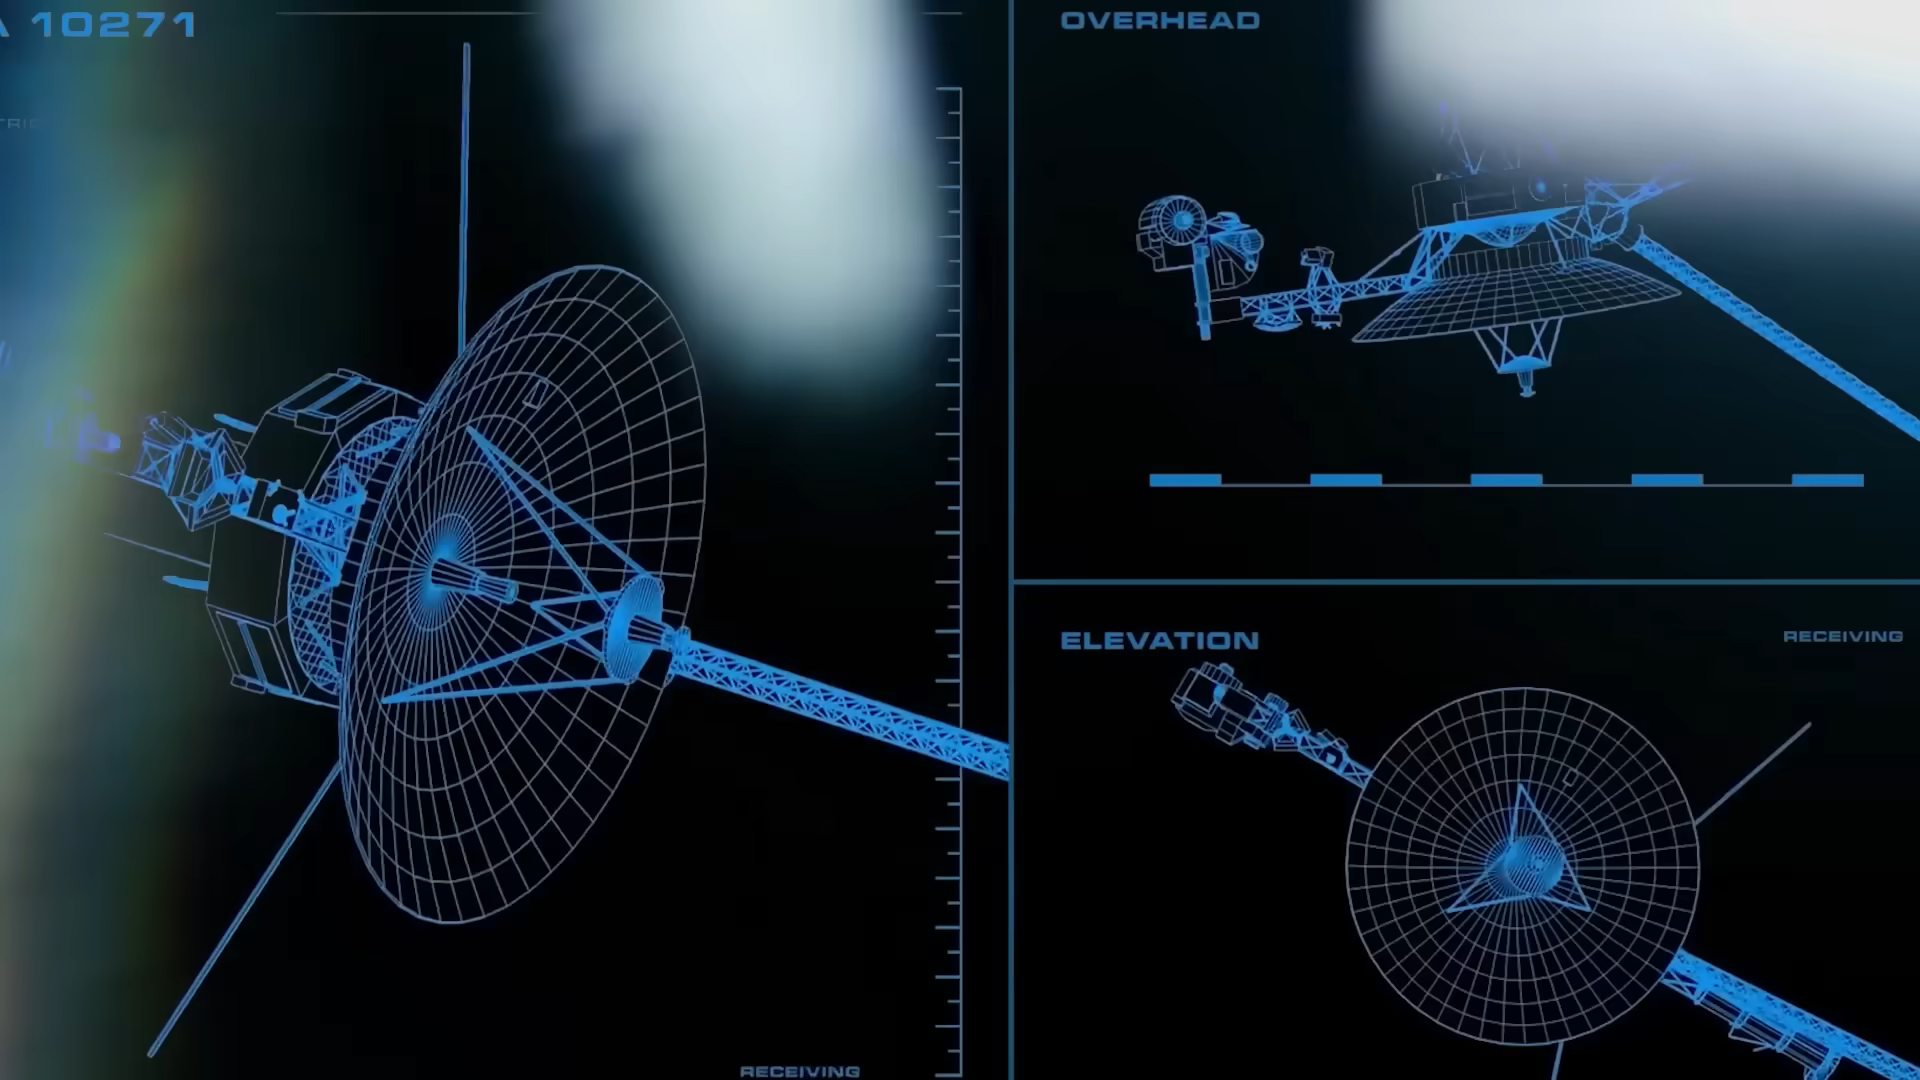 10271
RECEIVING
OVERHEAD
ELEVATION
RECEIVING